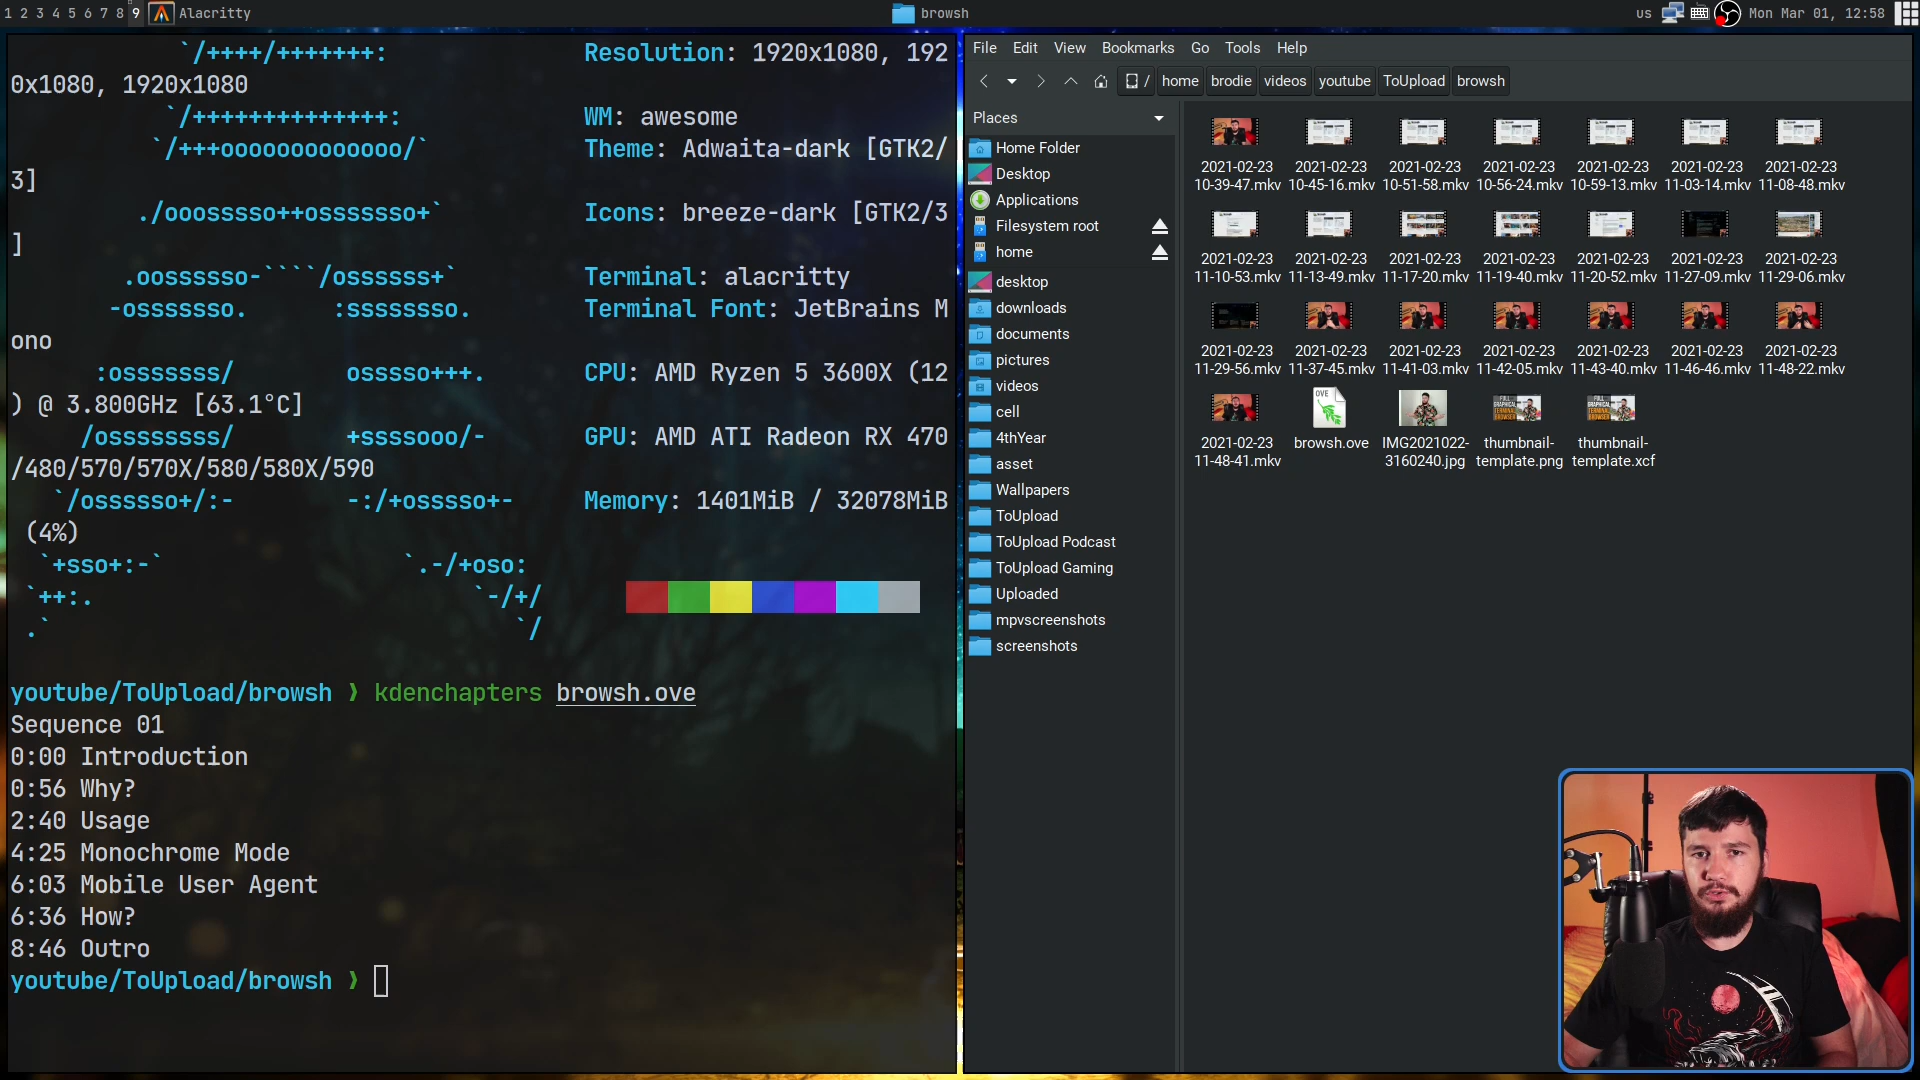 1 2 3 4 5 6 7 8 9 Alacritty
browsh
us Mon Mar 01, 12:58
`/++++/+++++++: Resolution: 1920x1080, 192
0x1080, 1920x1080
`/++++++++++++++: WM: awesome
`/+++ooooooooooooo/` Theme: Adwaita-dark [GTK2/
3]
./ooosssso++osssssso+` Icons: breeze-dark [GTK2/3
]
.oossssso-````/ossssss+` Terminal: alacritty
-osssssso. :ssssssso. Terminal Font: JetBrains M
ono
:osssssss/ osssso+++. CPU: AMD Ryzen 5 3600X (12
) @ 3.800GHz [63.1°C]
/ossssssss/ +ssssooo/- GPU: AMD ATI Radeon RX 470
/480/570/570X/580/580X/590
`/ossssso+/:- -:/+osssso+- Memory: 1401MiB / 32078MiB
(4%)
`+sso+:-` `.-/+oso:
`++:. `-/+/
.` `/
youtube/ToUpload/browsh ❯ kdenchapters browsh.ove
Sequence 01
0:00 Introduction
0:56 Why?
2:40 Usage
4:25 Monochrome Mode
6:03 Mobile User Agent
6:36 How?
8:46 Outro
youtube/ToUpload/browsh ❯
File Edit View Bookmarks Go Tools Help
/ home brodie videos youtube ToUpload browsh
Places
Home Folder
Desktop
Applications
Filesystem root
home
desktop
downloads
documents
pictures
videos
cell
4thYear
asset
Wallpapers
ToUpload
ToUpload Podcast
ToUpload Gaming
Uploaded
mpvscreenshots
screenshots
2021-02-23 2021-02-23 2021-02-23 2021-02-23 2021-02-23 2021-02-23 2021-02-23
10-39-47.mkv 10-45-16.mkv 10-51-58.mkv 10-56-24.mkv 10-59-13.mkv 11-03-14.mkv 11-08-48.mkv
2021-02-23 2021-02-23 2021-02-23 2021-02-23 2021-02-23 2021-02-23 2021-02-23
11-10-53.mkv 11-13-49.mkv 11-17-20.mkv 11-19-40.mkv 11-20-52.mkv 11-27-09.mkv 11-29-06.mkv
2021-02-23 2021-02-23 2021-02-23 2021-02-23 2021-02-23 2021-02-23 2021-02-23
11-29-56.mkv 11-37-45.mkv 11-41-03.mkv 11-42-05.mkv 11-43-40.mkv 11-46-46.mkv 11-48-22.mkv
OVE
FULL GRAPHICAL TERMINAL BROWSER
FULL GRAPHICAL TERMINAL BROWSER
2021-02-23 browsh.ove IMG2021022- thumbnail- thumbnail-
11-48-41.mkv 3160240.jpg template.png template.xcf